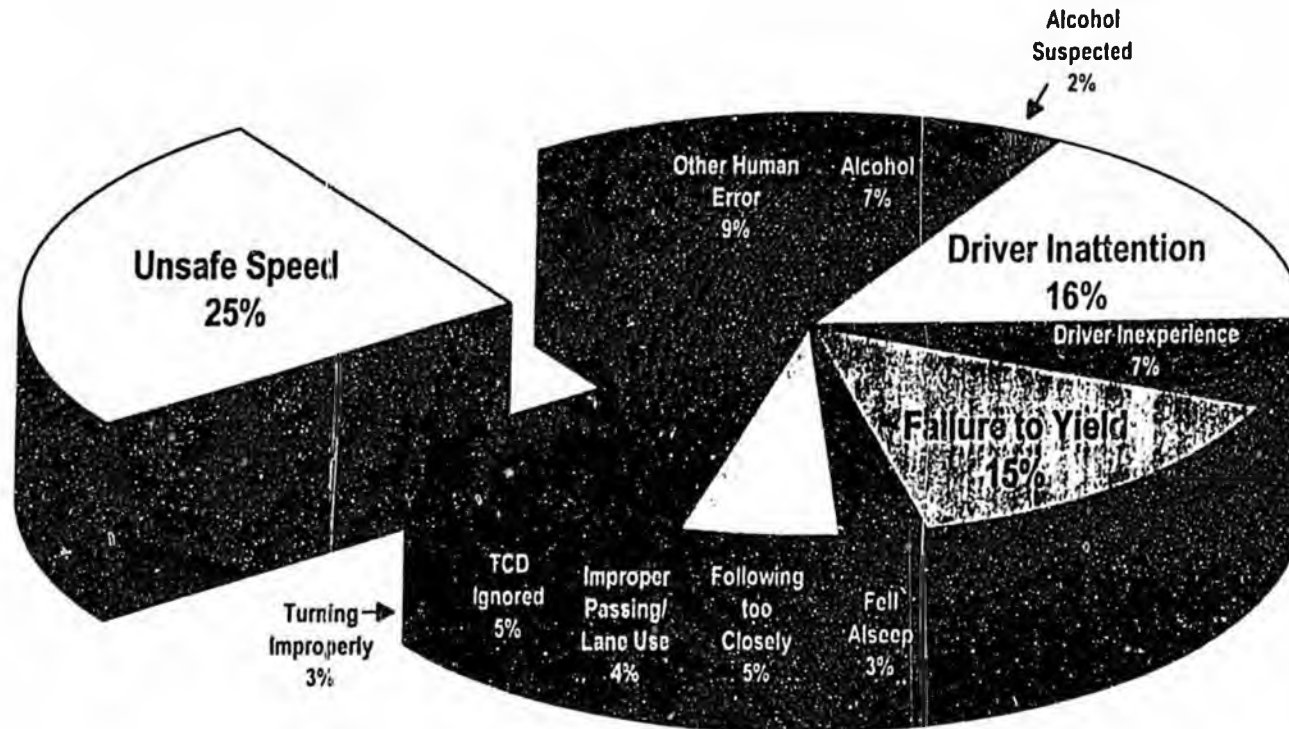 Alcohol
Suspected
2%
Other Human
Error
9%
Alcohol
7%
Unsafe Speed
25%
Driver Inattention
16%
Driver Inexperience
7%
Failure to Yield
15%
TCD
Ignored
5%
Improper
Passing/
Lane Use
4%
Following
too
Closely
5%
Fell
Alseep
3%
Turning
Improperly
3%